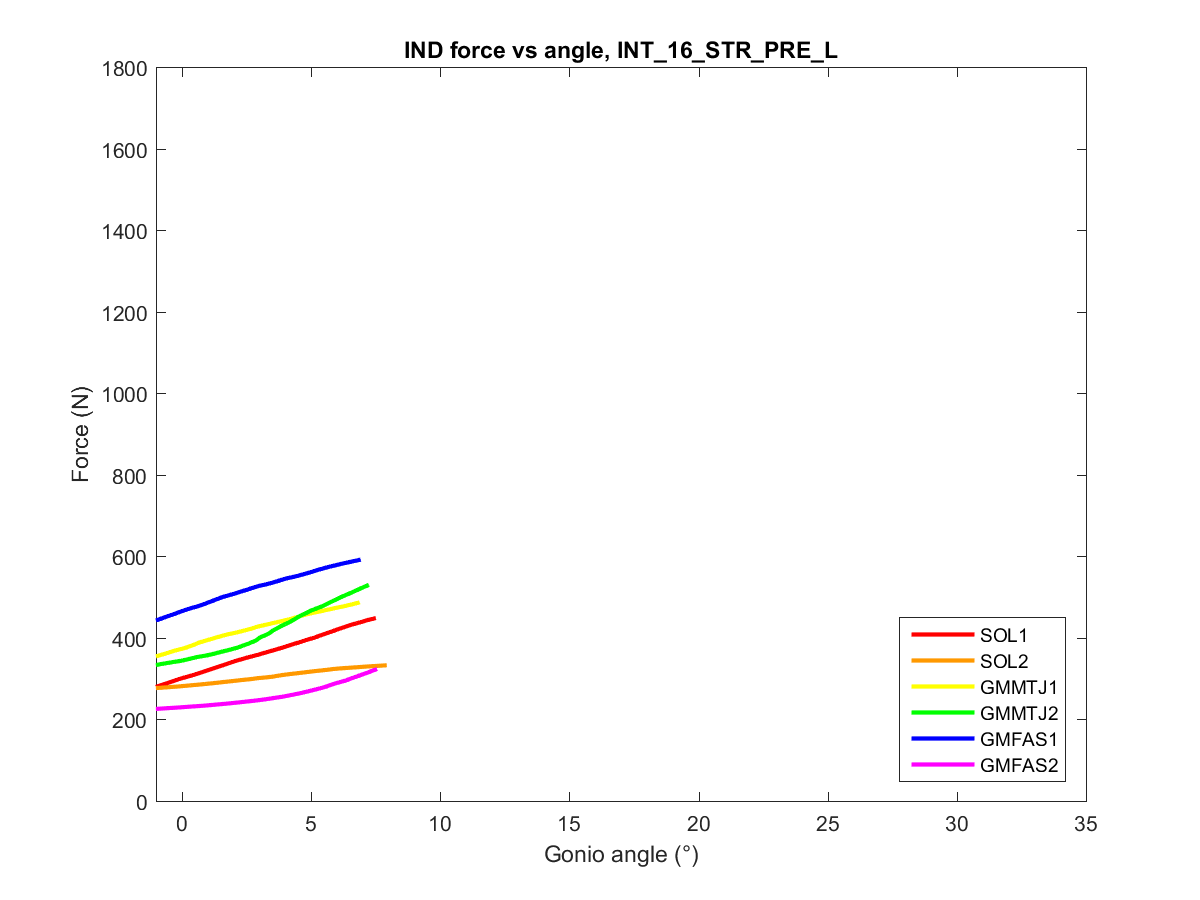 IND force vs angle, INT_16_STR_PRE_L
1800
1600
1400
1200
1000
800
600
400
200
0
Force (N)
0 5 10 15 20 25 30 35
Gonio angle (°)
SOL1
SOL2
GMMTJ1
GMMTJ2
GMFAS1
GMFAS2